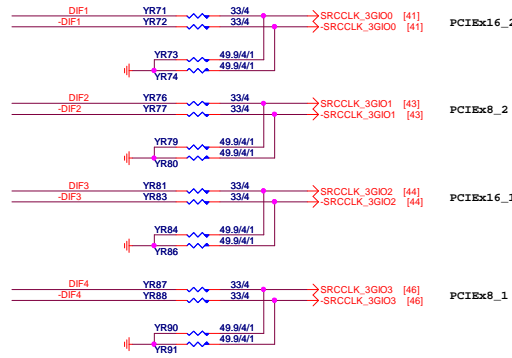 DIF1 YR71 33/4 SRCCLK_3GIO0 [41]
-DIF1 YR72 33/4 -SRCCLK_3GIO0 [41] PCIEx16_2
YR73 49.9/4/1
YR74 49.9/4/1
DIF2 YR76 33/4 SRCCLK_3GIO1 [43]
-DIF2 YR77 33/4 -SRCCLK_3GIO1 [43] PCIEx8_2
YR79 49.9/4/1
YR80 49.9/4/1
DIF3 YR81 33/4 SRCCLK_3GIO2 [44]
-DIF3 YR83 33/4 -SRCCLK_3GIO2 [44] PCIEx16_1
YR84 49.9/4/1
YR86 49.9/4/1
DIF4 YR87 33/4 SRCCLK_3GIO3 [46]
-DIF4 YR88 33/4 -SRCCLK_3GIO3 [46] PCIEx8_1
YR90 49.9/4/1
YR91 49.9/4/1